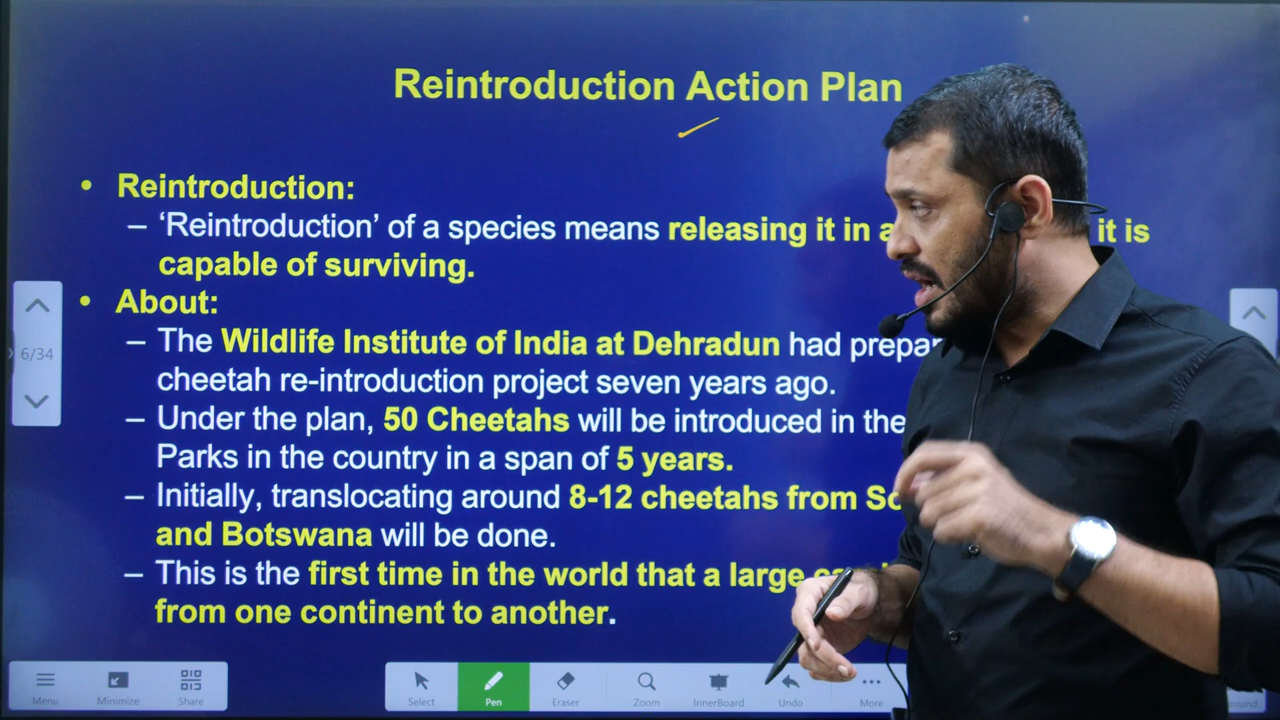 Reintroduction Action Plan
• Reintroduction:
– ‘Reintroduction’ of a species means releasing it in a it is
capable of surviving.
• About:
– The Wildlife Institute of India at Dehradun had
cheetah re-introduction project seven years ago.
– Under the plan, 50 Cheetahs will be introduced in the
Parks in the country in a span of 5 years.
– Initially, translocating around 8-12 cheetahs from
and Botswana will be done.
– This is the first time in the world that a large
from one continent to another.
6/34
Menu Minimize Share Select Pen Eraser Zoom InnerBoard Undo More